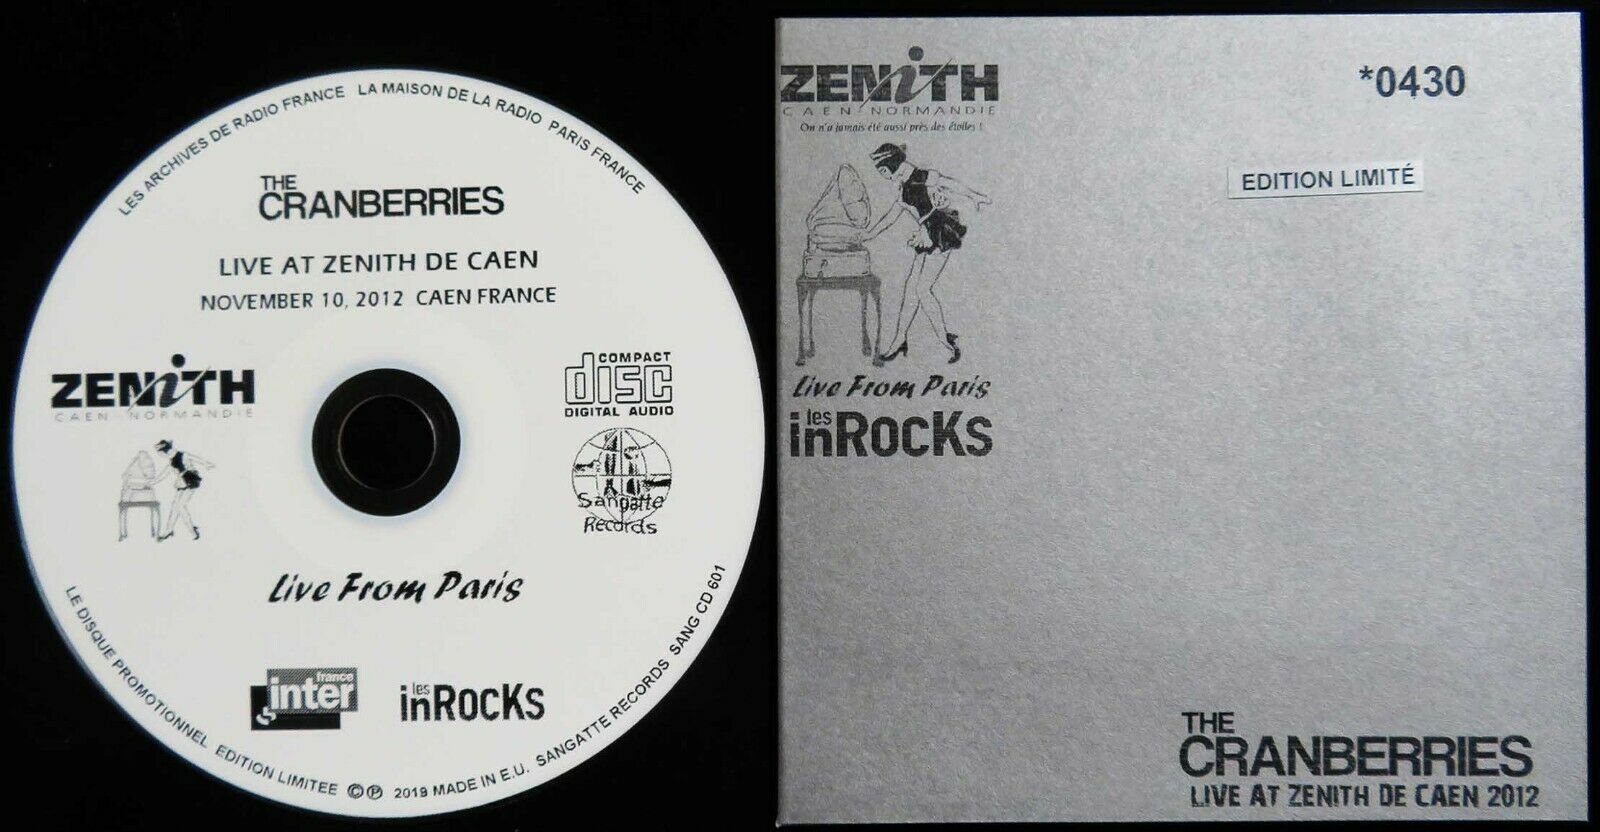 LES ARCHIVES DE RADIO FRANCE LA MAISON DE LA RADIO PARIS FRANCE
THE
CRANBERRIES
LIVE AT ZENITH DE CAEN
NOVEMBER 10, 2012 CAEN FRANCE
ZENiTH
CAEN-NORMANDIE
COMPACT
disc
DIGITAL AUDIO
Sangatte
Records
Live From Paris
france
inter
les
inRocKs
LE DISQUE PROMOTIONNEL EDITION LIMITEE ©℗ 2019 MADE IN E.U. SANGATTE RECORDS SANG CD 601
ZENiTH
CAEN-NORMANDIE
On n'a jamais été aussi près des étoiles !
*0430
EDITION LIMITÉ
Live From Paris
les
inRocKs
THE
CRANBERRIES
LIVE AT ZENITH DE CAEN 2012